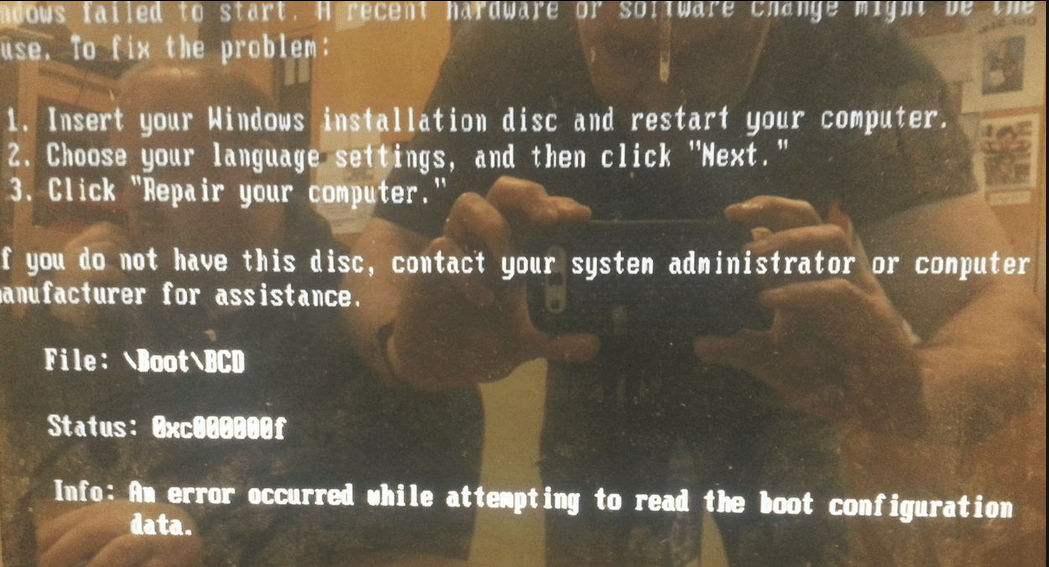 ndows failed to start. A recent hardware or software change might be the
use. To fix the problem:
1. Insert your Windows installation disc and restart your computer.
2. Choose your language settings, and then click "Next."
3. Click "Repair your computer."
f you do not have this disc, contact your system administrator or computer
anufacturer for assistance.
File: \Boot\BCD
Status: 0xc000000f
Info: An error occurred while attempting to read the boot configuration
data.